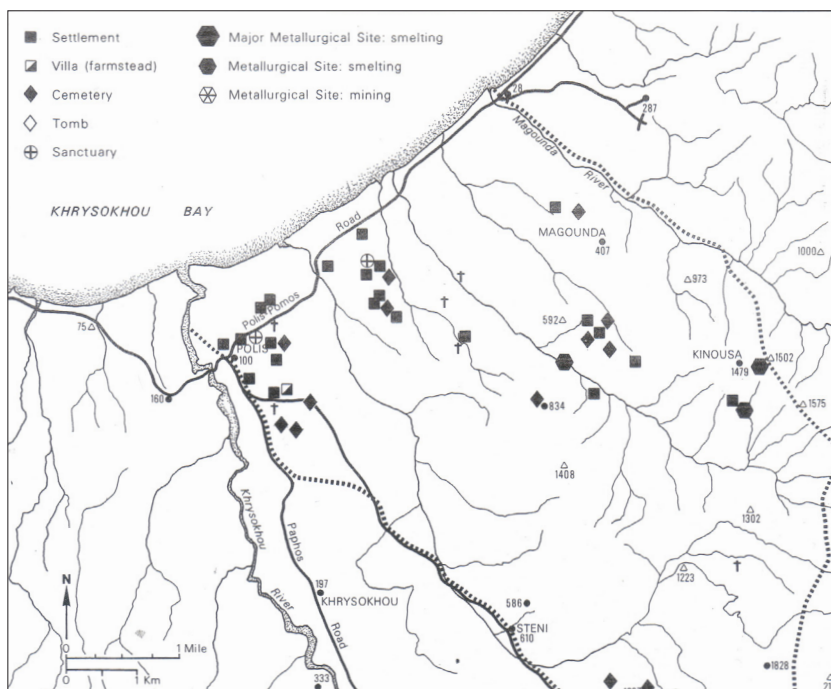 Settlement
Villa (farmstead)
Cemetery
Tomb
Sanctuary
Major Metallurgical Site: smelting
Metallurgical Site: smelting
Metallurgical Site: mining
28
287
Magounda
River
KHRYSOKHOU BAY
MAGOUNDA
407
1000
973
Road
Polis-Pomos
75
592
POLIS
100
KINOUSA
1479
1502
160
834
1575
1408
1302
Khrysokhou
River
Paphos
Road
1223
197
KHRYSOKHOU
586
STENI
610
N
1 Mile
1 Km
0
0
333
1828